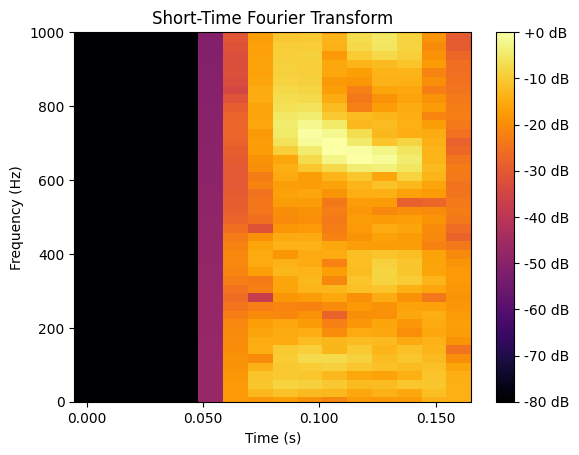 Short-Time Fourier Transform
Frequency (Hz)
1000
800
600
400
200
0
0.000
0.050
0.100
0.150
Time (s)
+0 dB
-10 dB
-20 dB
-30 dB
-40 dB
-50 dB
-60 dB
-70 dB
-80 dB